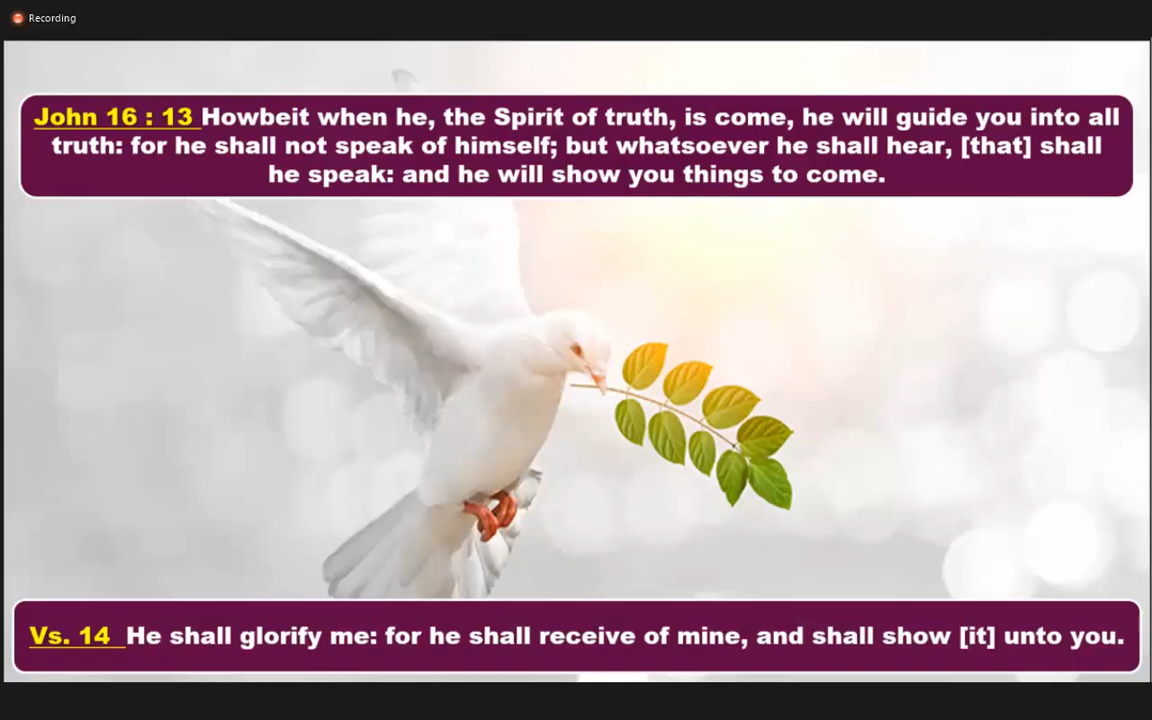 Recording
John 16 : 13 Howbeit when he, the Spirit of truth, is come, he will guide you into all
truth: for he shall not speak of himself; but whatsoever he shall hear, [that] shall
he speak: and he will show you things to come.
Vs. 14 He shall glorify me: for he shall receive of mine, and shall show [it] unto you.